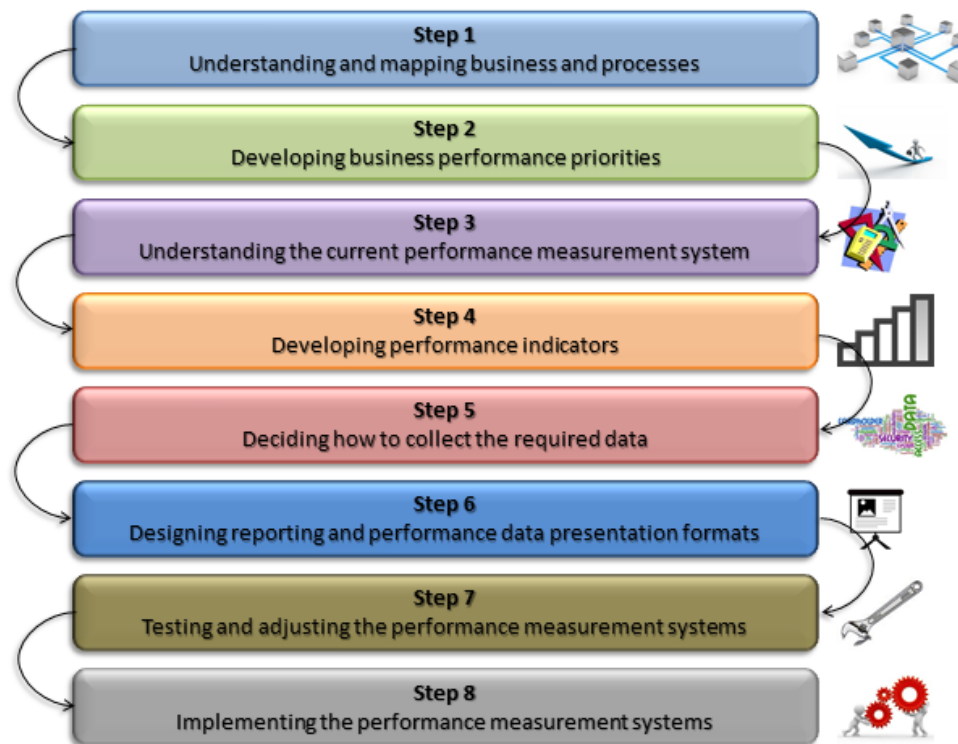 Step 1
Understanding and mapping business and processes
Step 2
Developing business performance priorities
Step 3
Understanding the current performance measurement system
Step 4
Developing performance indicators
Step 5
Deciding how to collect the required data
DATA
SECURITY
ACCESS
Step 6
Designing reporting and performance data presentation formats
Step 7
Testing and adjusting the performance measurement systems
Step 8
Implementing the performance measurement systems